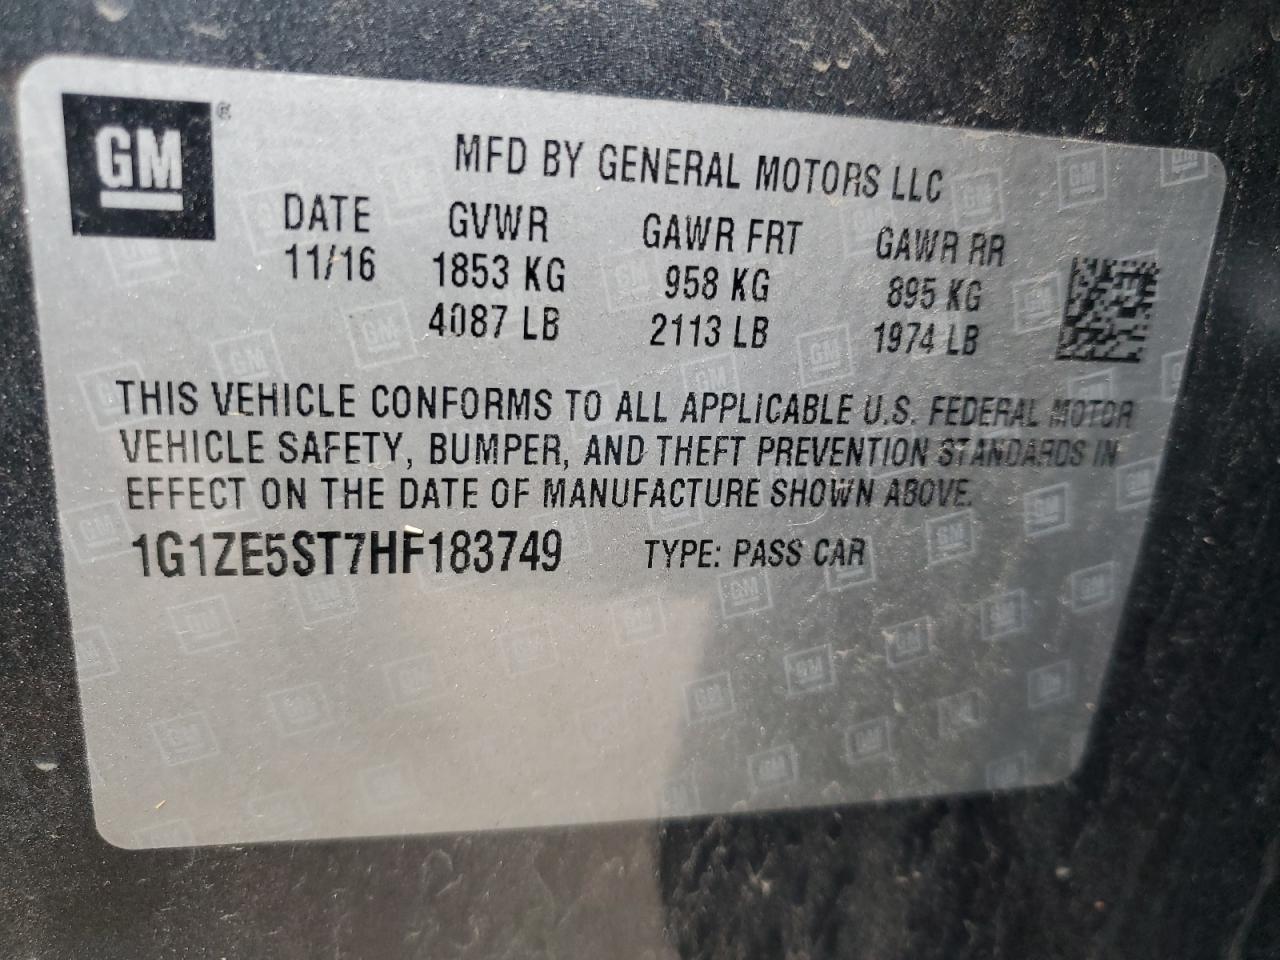 GM ®
MFD BY GENERAL MOTORS LLC
DATE GVWR GAWR FRT GAWR RR
11/16 1853 KG 958 KG 895 KG
4087 LB 2113 LB 1974 LB
THIS VEHICLE CONFORMS TO ALL APPLICABLE U.S. FEDERAL MOTOR
VEHICLE SAFETY, BUMPER, AND THEFT PREVENTION STANDARDS IN
EFFECT ON THE DATE OF MANUFACTURE SHOWN ABOVE.
1G1ZE5ST7HF183749 TYPE: PASS CAR